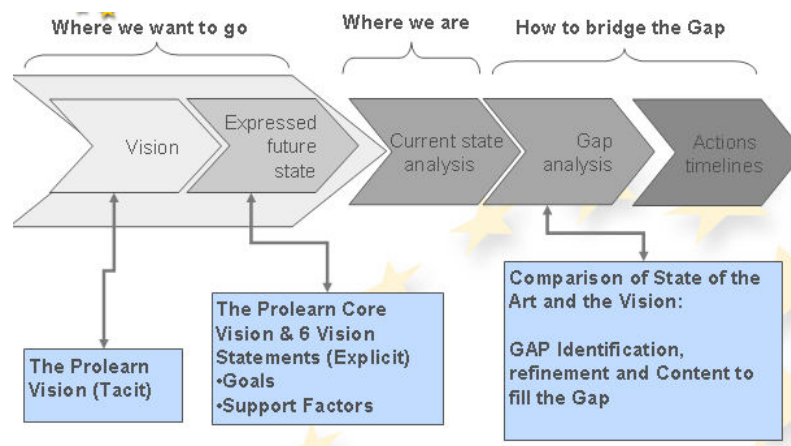 Where we want to go
Where we are
How to bridge the Gap
Vision
Expressed
future
state
Current state
analysis
Gap
analysis
Actions
timelines
The Prolearn
Vision (Tacit)
The Prolearn Core
Vision & 6 Vision
Statements (Explicit)
•Goals
•Support Factors
Comparison of State of the
Art and the Vision:
GAP Identification,
refinement and Content to
fill the Gap